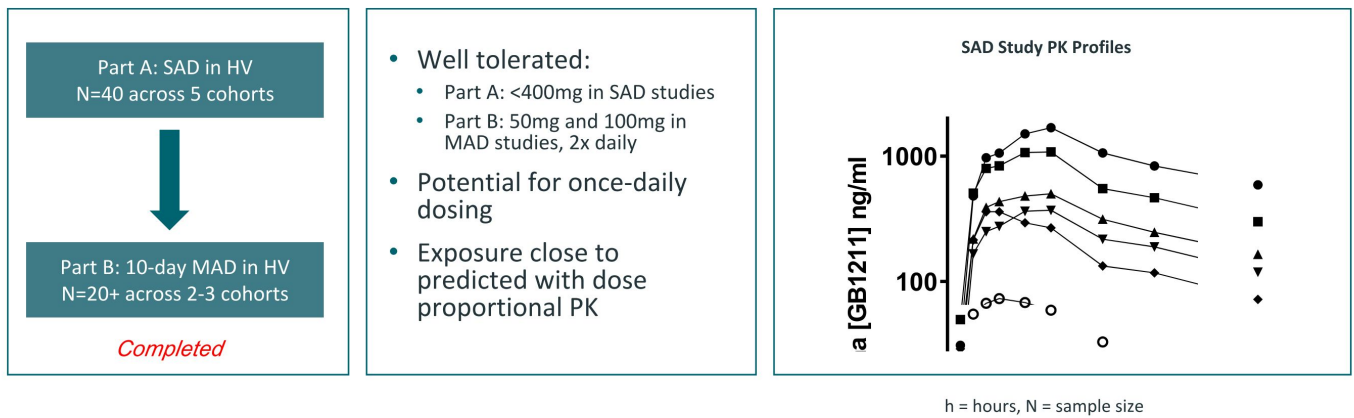 Part A: SAD in HV
N=40 across 5 cohorts
Part B: 10-day MAD in HV
N=20+ across 2-3 cohorts
Completed
• Well tolerated:
• Part A: <400mg in SAD studies
• Part B: 50mg and 100mg in
MAD studies, 2x daily
• Potential for once-daily
dosing
• Exposure close to
predicted with dose
proportional PK
SAD Study PK Profiles
a [GB1211] ng/ml
1000
100
h = hours, N = sample size